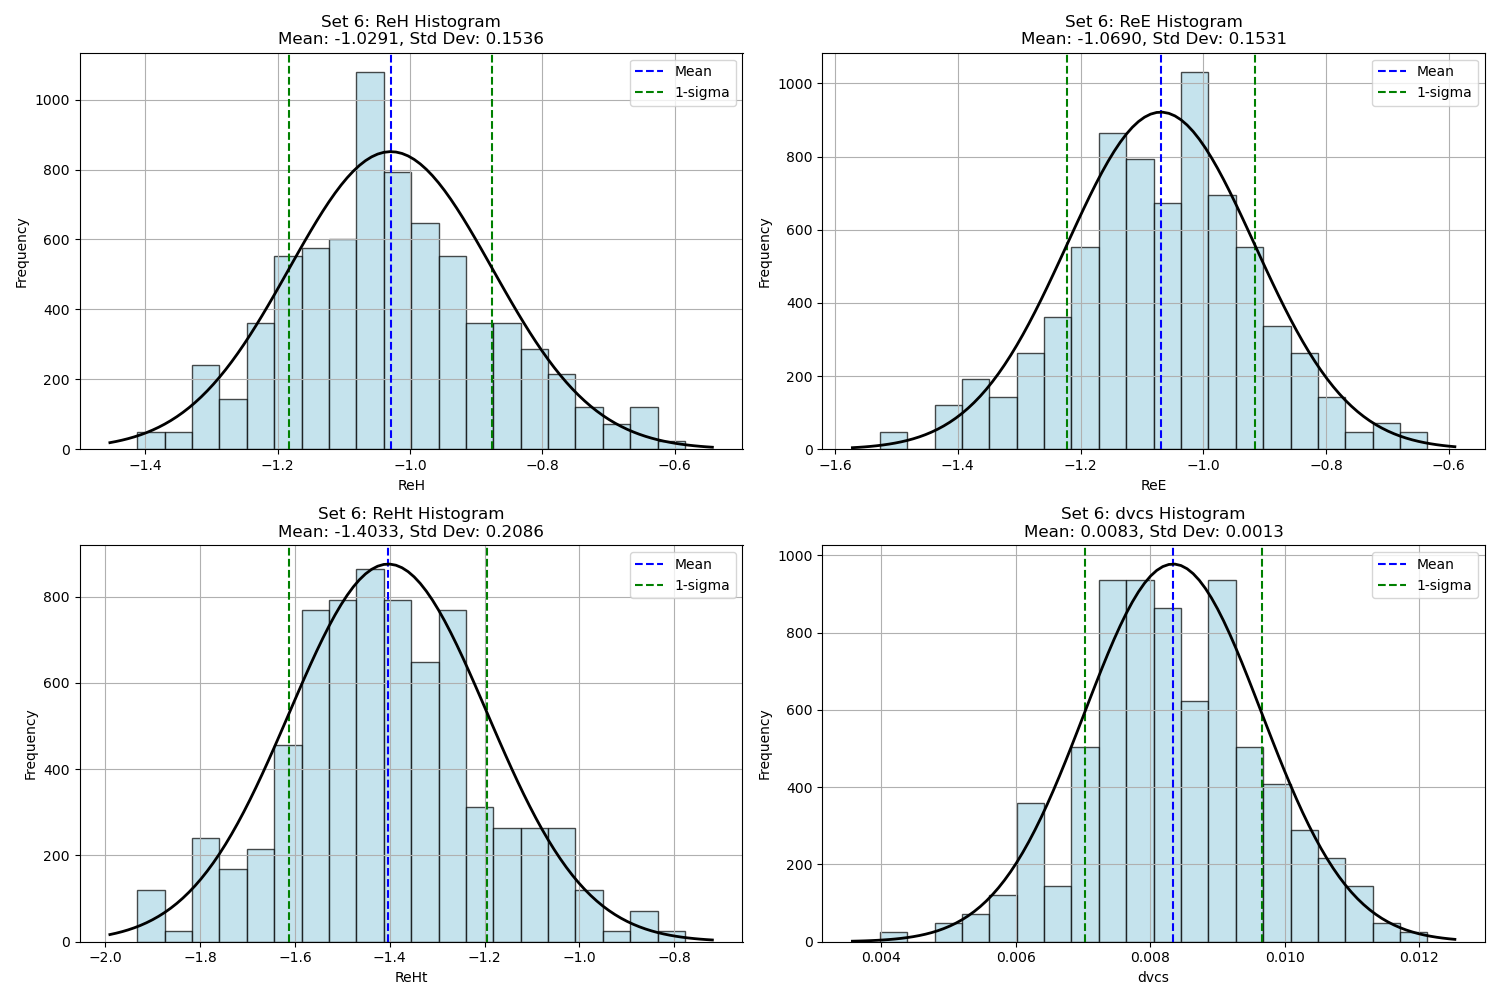 Set 6: ReH Histogram
Mean: -1.0291, Std Dev: 0.1536
Mean
1-sigma
Frequency
1000
800
600
400
200
0
−1.4
−1.2
−1.0
−0.8
−0.6
ReH
Set 6: ReE Histogram
Mean: -1.0690, Std Dev: 0.1531
Mean
1-sigma
Frequency
1000
800
600
400
200
0
−1.6
−1.4
−1.2
−1.0
−0.8
−0.6
ReE
Set 6: ReHt Histogram
Mean: -1.4033, Std Dev: 0.2086
Mean
1-sigma
Frequency
800
600
400
200
0
−2.0
−1.8
−1.6
−1.4
−1.2
−1.0
−0.8
ReHt
Set 6: dvcs Histogram
Mean: 0.0083, Std Dev: 0.0013
Mean
1-sigma
Frequency
1000
800
600
400
200
0
0.004
0.006
0.008
0.010
0.012
dvcs